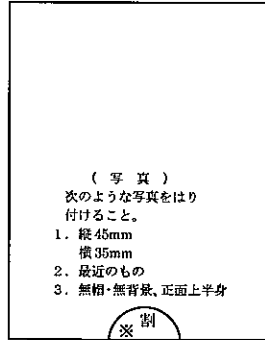 (写真)
次のような写真をはり
付けること。
1. 縦45mm
横35mm
2. 最近のもの
3. 無帽・無背景、正面上半身
割
※